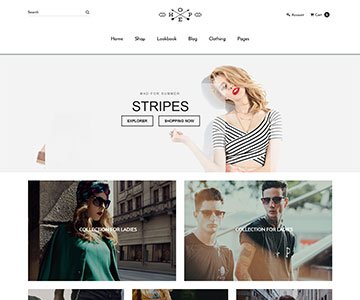 Search
HOPE
Account
Cart 0
Home Shop Lookbook Blog Clothing Pages
MAD FOR SUMMER
STRIPES
EXPLORER SHOPPING NOW
COLLECTION FOR LADIES
COLLECTION FOR LADIES